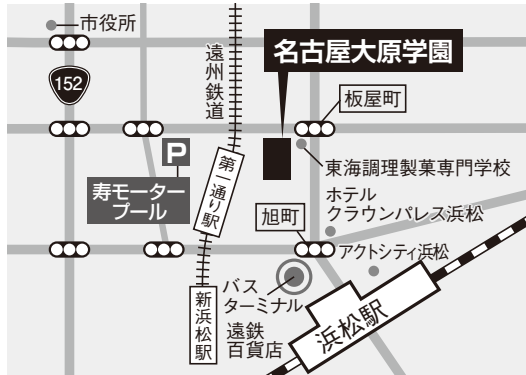 市役所
152
遠州鉄道
名古屋大原学園
板屋町
P
寿モーター
プール
第一通り駅
東海調理製菓専門学校
ホテル
クラウンパレス浜松
旭町
アクトシティ浜松
バス
ターミナル
新浜松駅
遠鉄
百貨店
浜松駅